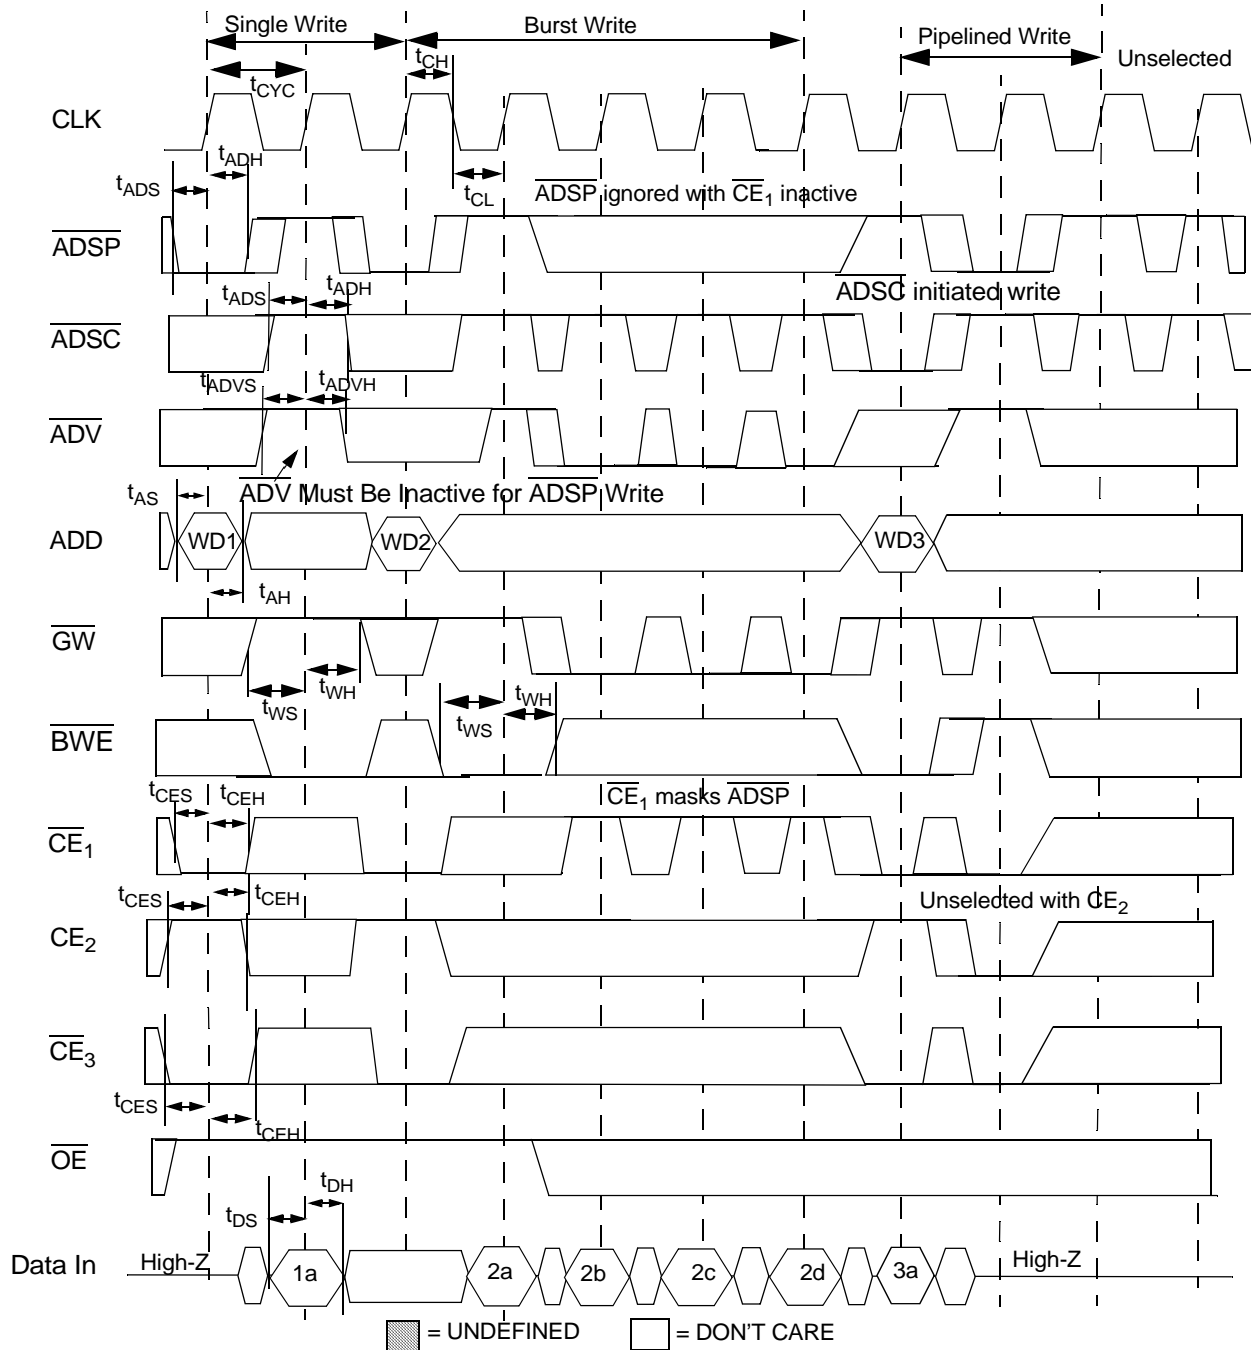 Single Write
Burst Write
Pipelined Write
Unselected
tCH
tCYC
CLK
tADH
tADS
tCL
ADSP ignored with CE1 inactive
ADSP
tADS
tADH
ADSC initiated write
ADSC
tADVS
tADVH
ADV
tAS
ADV Must Be Inactive for ADSP Write
ADD
WD1
WD2
WD3
tAH
GW
tWH
tWS
tWH
tWS
BWE
tCES
tCEH
CE1 masks ADSP
CE1
tCES
tCEH
Unselected with CE2
CE2
CE3
tCES
tCEH
OE
tDH
tDS
Data In
High-Z
1a
2a
2b
2c
2d
3a
High-Z
= UNDEFINED
= DON'T CARE